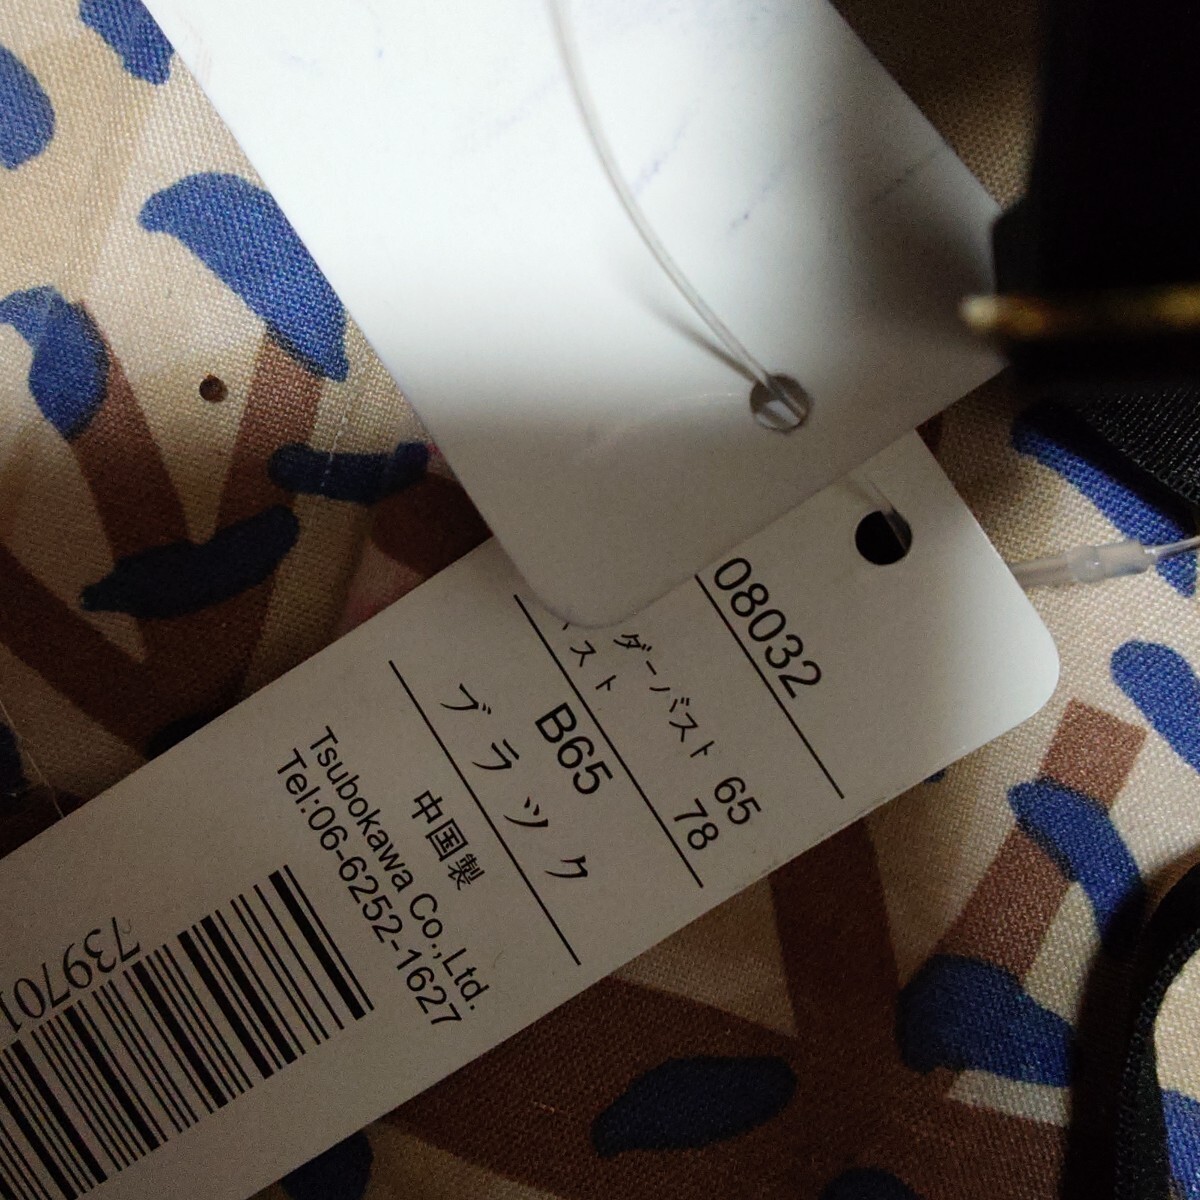 08032
ダーバスト 65
スト 78
B65
ブラック
中国製
Tsubokawa Co.,Ltd.
Tel:06-6252-1627
739701